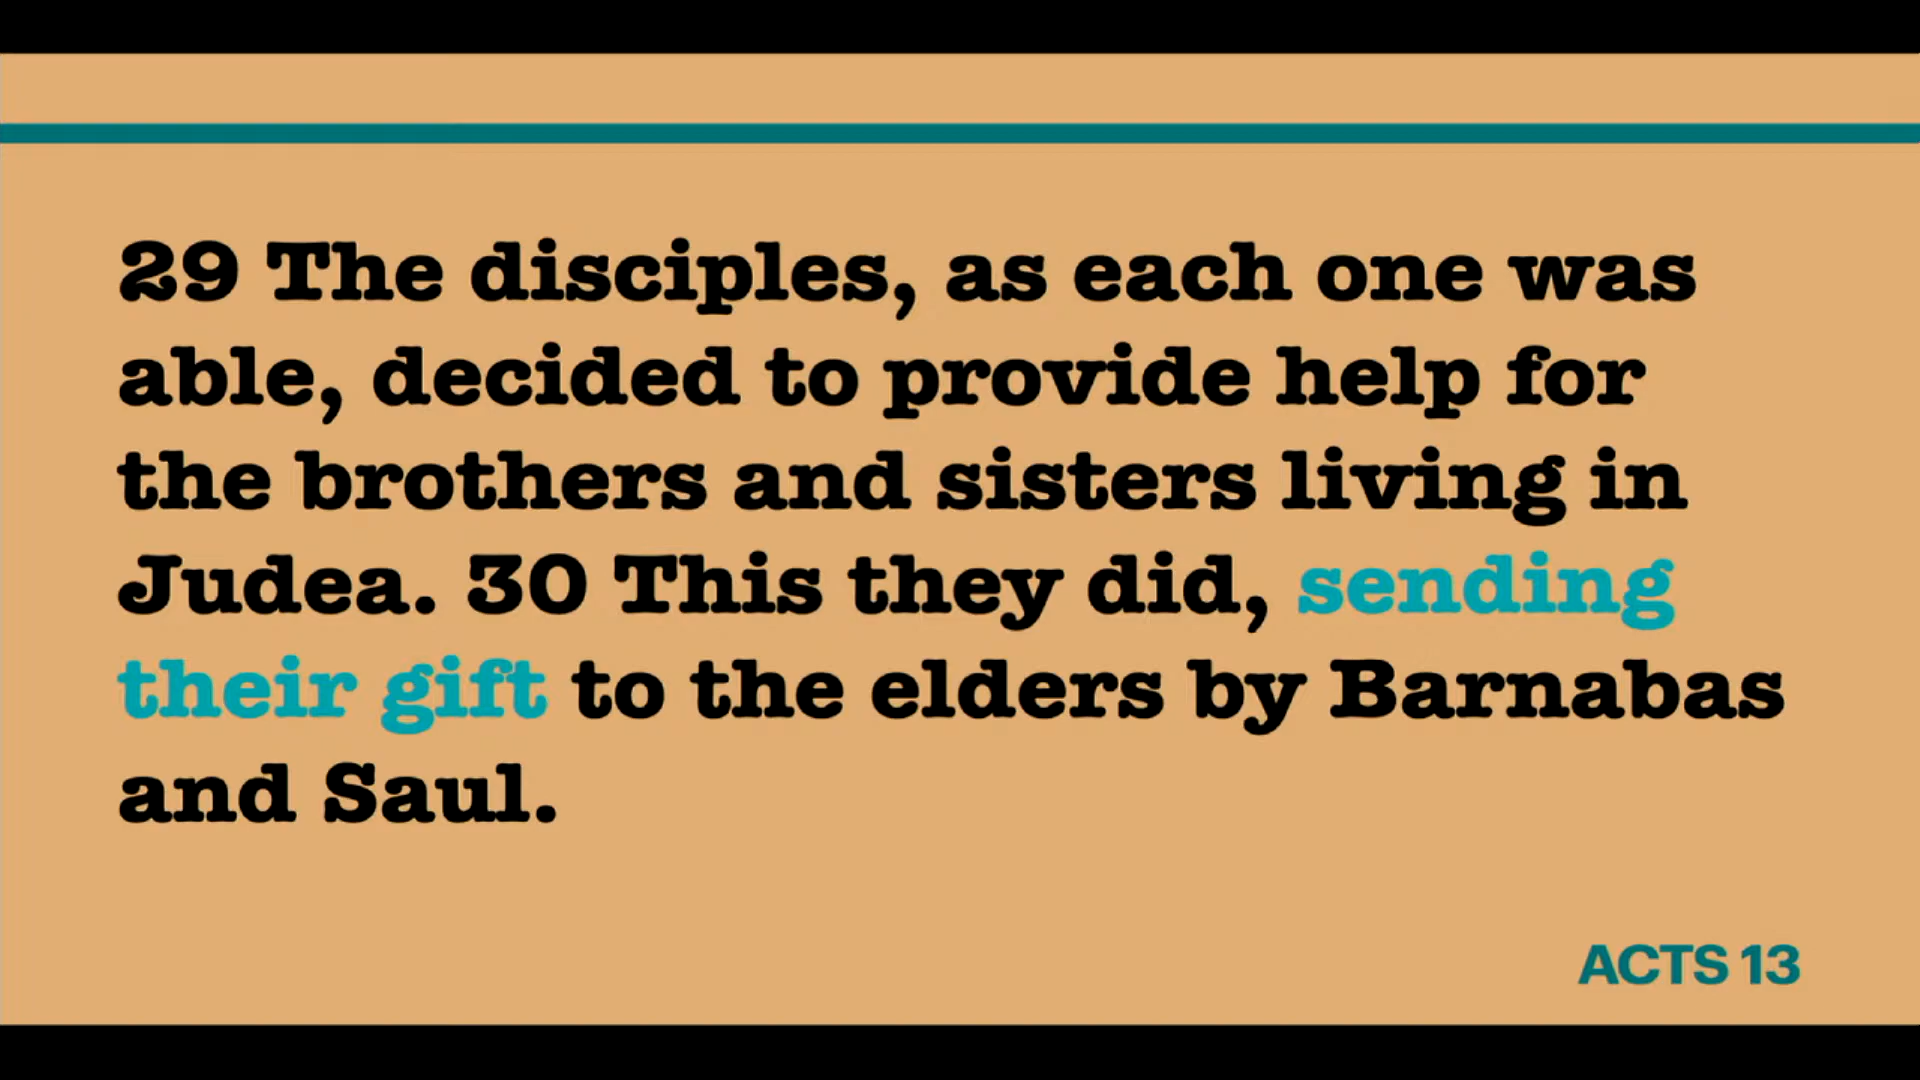 29 The disciples, as each one was
able, decided to provide help for
the brothers and sisters living in
Judea. 30 This they did, sending
their gift to the elders by Barnabas
and Saul.
ACTS 13